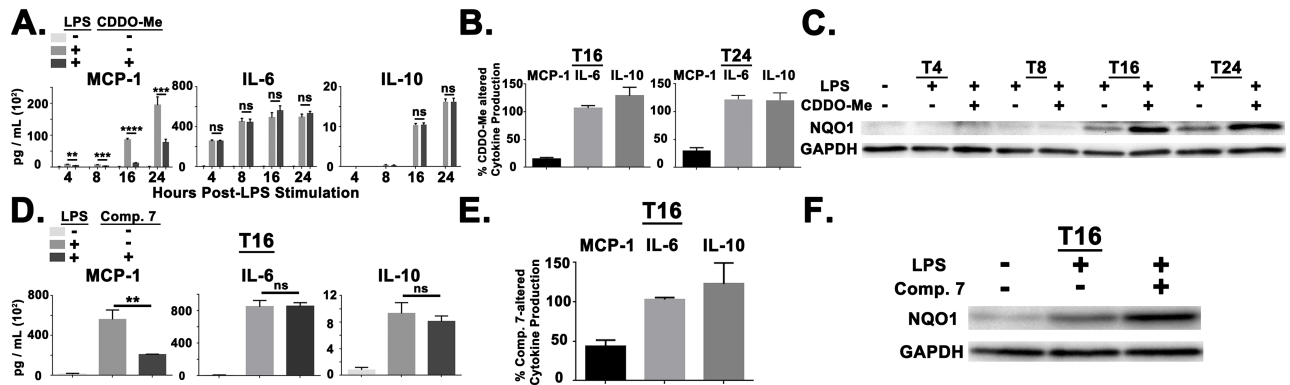 A.
LPS CDDO-Me
- -
+ -
+ +
MCP-1 IL-6 IL-10
pg / mL (10²)
200
100
0
** *** **** ***
4 8 16 24
800
400
0
ns ns ns ns
4 8 16 24
20
15
10
5
0
ns ns
4 8 16 24
Hours Post-LPS Stimulation
B.
T16
MCP-1 IL-6 IL-10
% CDDO-Me altered
Cytokine Production
150
100
50
0
T24
MCP-1 IL-6 IL-10
150
100
50
0
C.
T4 T8 T16 T24
LPS - + + - + + - + + - + +
CDDO-Me - - + - - + - - + - - +
NQO1
GAPDH
D.
LPS Comp. 7
- -
+ -
+ +
T16
MCP-1 IL-6 IL-10
pg / mL (10²)
800
400
0
**
800
400
0
ns
12
8
4
0
ns
E.
T16
MCP-1 IL-6 IL-10
% Comp. 7-altered
Cytokine Production
150
100
50
0
F.
T16
LPS - + +
Comp. 7 - - +
NQO1
GAPDH